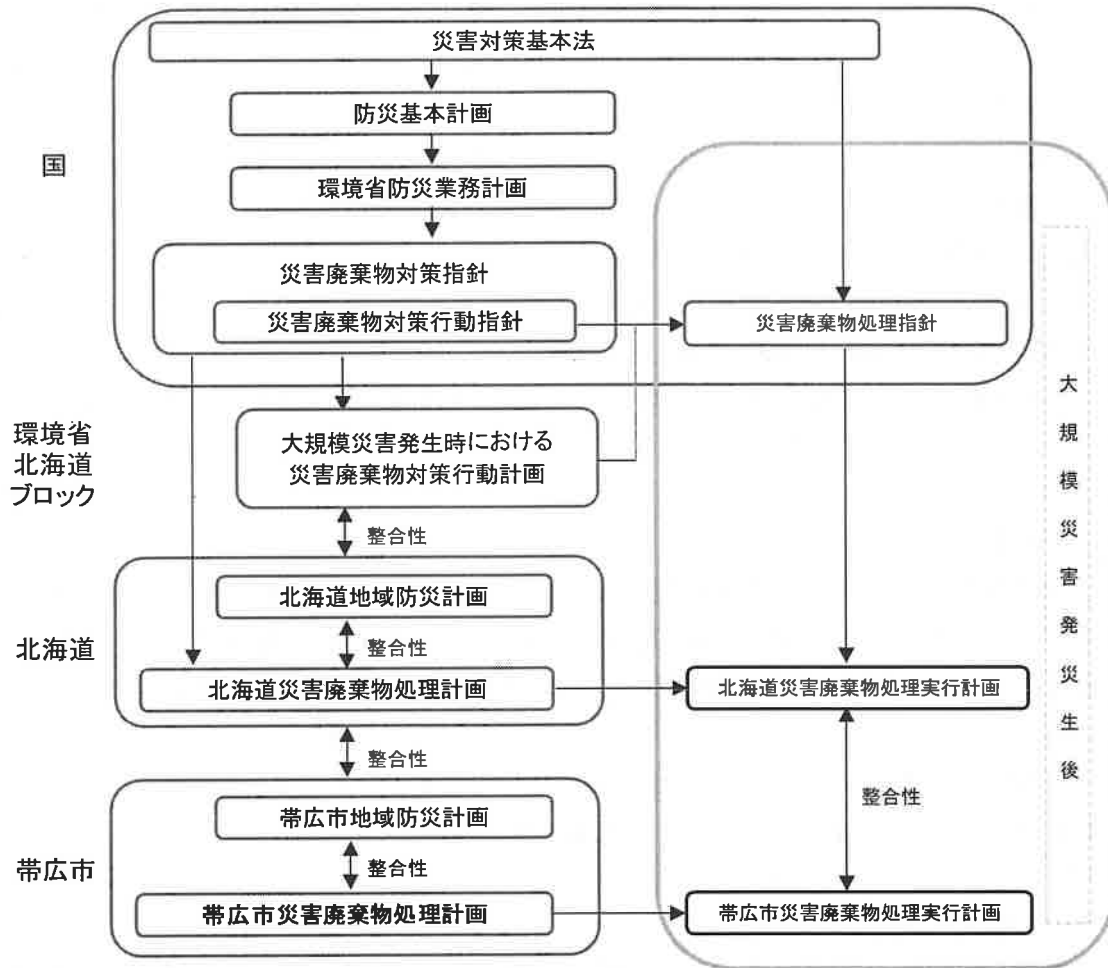 災害対策基本法
防災基本計画
国
環境省防災業務計画
災害廃棄物対策指針
災害廃棄物対策行動指針
災害廃棄物処理指針
環境省
北海道
ブロック
大規模災害発生時における
災害廃棄物対策行動計画
整合性
北海道地域防災計画
北海道
整合性
北海道災害廃棄物処理計画
北海道災害廃棄物処理実行計画
整合性
整合性
帯広市地域防災計画
帯広市
整合性
帯広市災害廃棄物処理計画
帯広市災害廃棄物処理実行計画
大規模災害発災生後